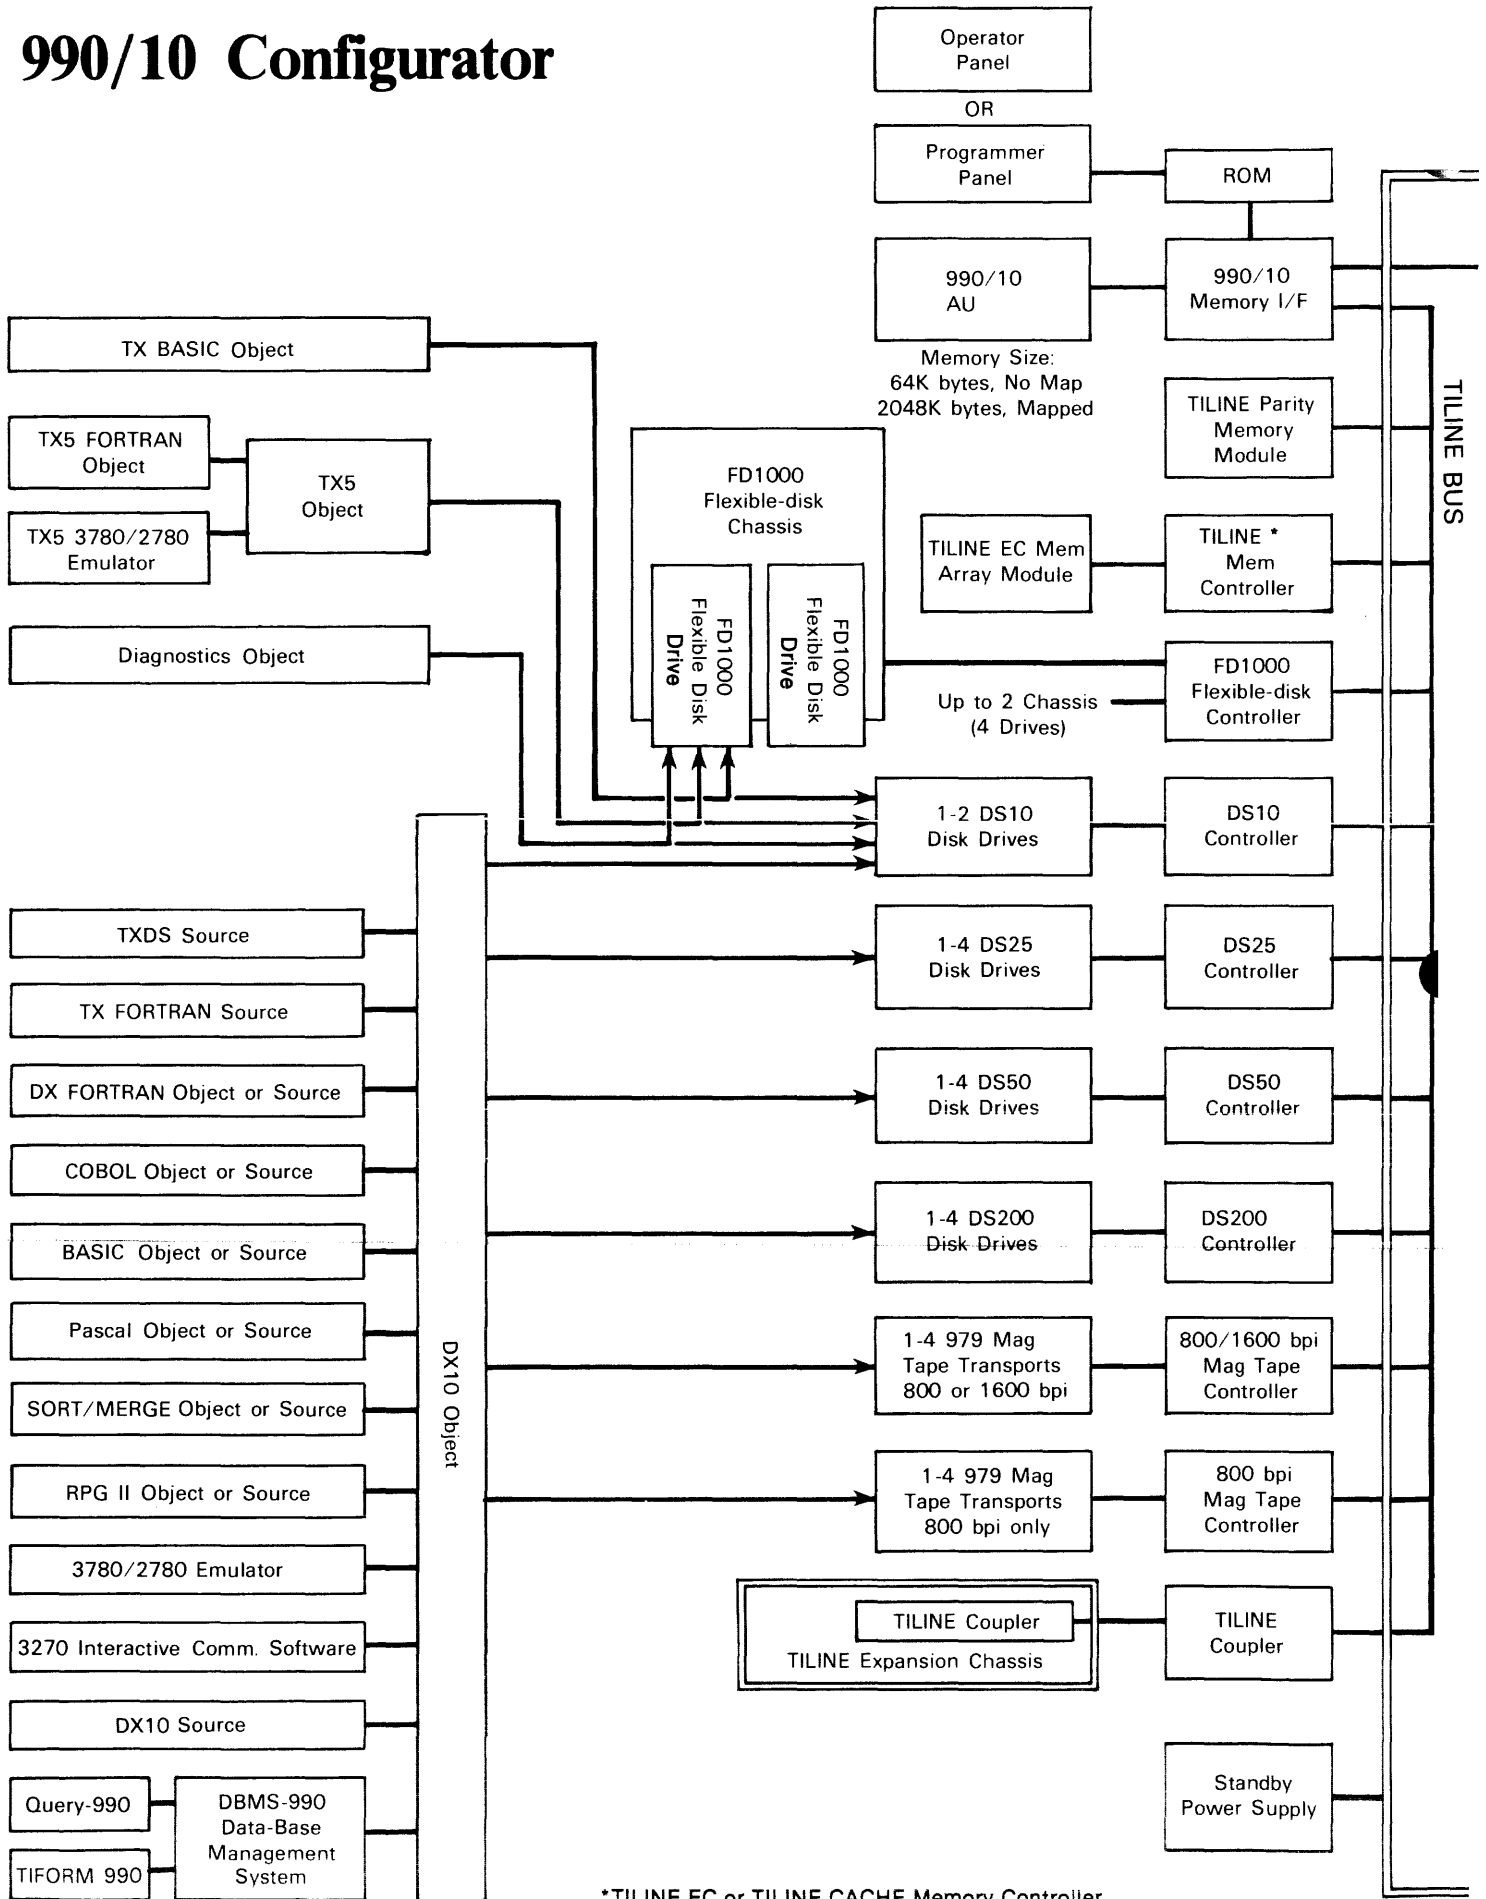 990/10 Configurator
Operator
Panel
OR
Programmer
Panel
ROM
990/10
AU
990/10
Memory I/F
Memory Size:
64K bytes, No Map
2048K bytes, Mapped
TX BASIC Object
TX5 FORTRAN
Object
TX5
Object
TX5 3780/2780
Emulator
Diagnostics Object
FD1000
Flexible-disk
Chassis
FD1000
Flexible Disk
Drive
FD1000
Flexible Disk
Drive
TILINE Parity
Memory
Module
TILINE BUS
TILINE EC Mem
Array Module
TILINE *
Mem
Controller
FD1000
Flexible-disk
Controller
Up to 2 Chassis
(4 Drives)
1-2 DS10
Disk Drives
DS10
Controller
1-4 DS25
Disk Drives
DS25
Controller
1-4 DS50
Disk Drives
DS50
Controller
1-4 DS200
Disk Drives
DS200
Controller
1-4 979 Mag
Tape Transports
800 or 1600 bpi
800/1600 bpi
Mag Tape
Controller
1-4 979 Mag
Tape Transports
800 bpi only
800 bpi
Mag Tape
Controller
TILINE Coupler
TILINE Expansion Chassis
TILINE
Coupler
Standby
Power Supply
DX10 Object
TXDS Source
TX FORTRAN Source
DX FORTRAN Object or Source
COBOL Object or Source
BASIC Object or Source
Pascal Object or Source
SORT/MERGE Object or Source
RPG II Object or Source
3780/2780 Emulator
3270 Interactive Comm. Software
DX10 Source
Query-990
TIFORM 990
DBMS-990
Data-Base
Management
System
*TILINE EC or TILINE CACHE Memory Controller